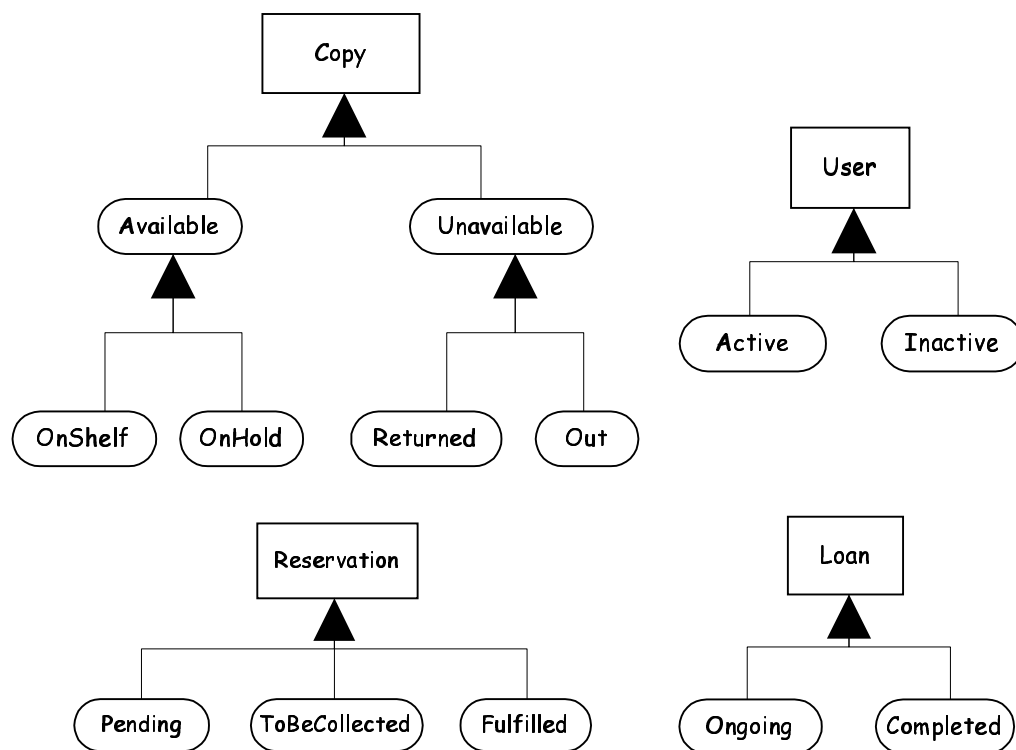 Copy
User
Available
Unavailable
Active
Inactive
OnShelf
OnHold
Returned
Out
Reservation
Loan
Pending
ToBeCollected
Fulfilled
Ongoing
Completed